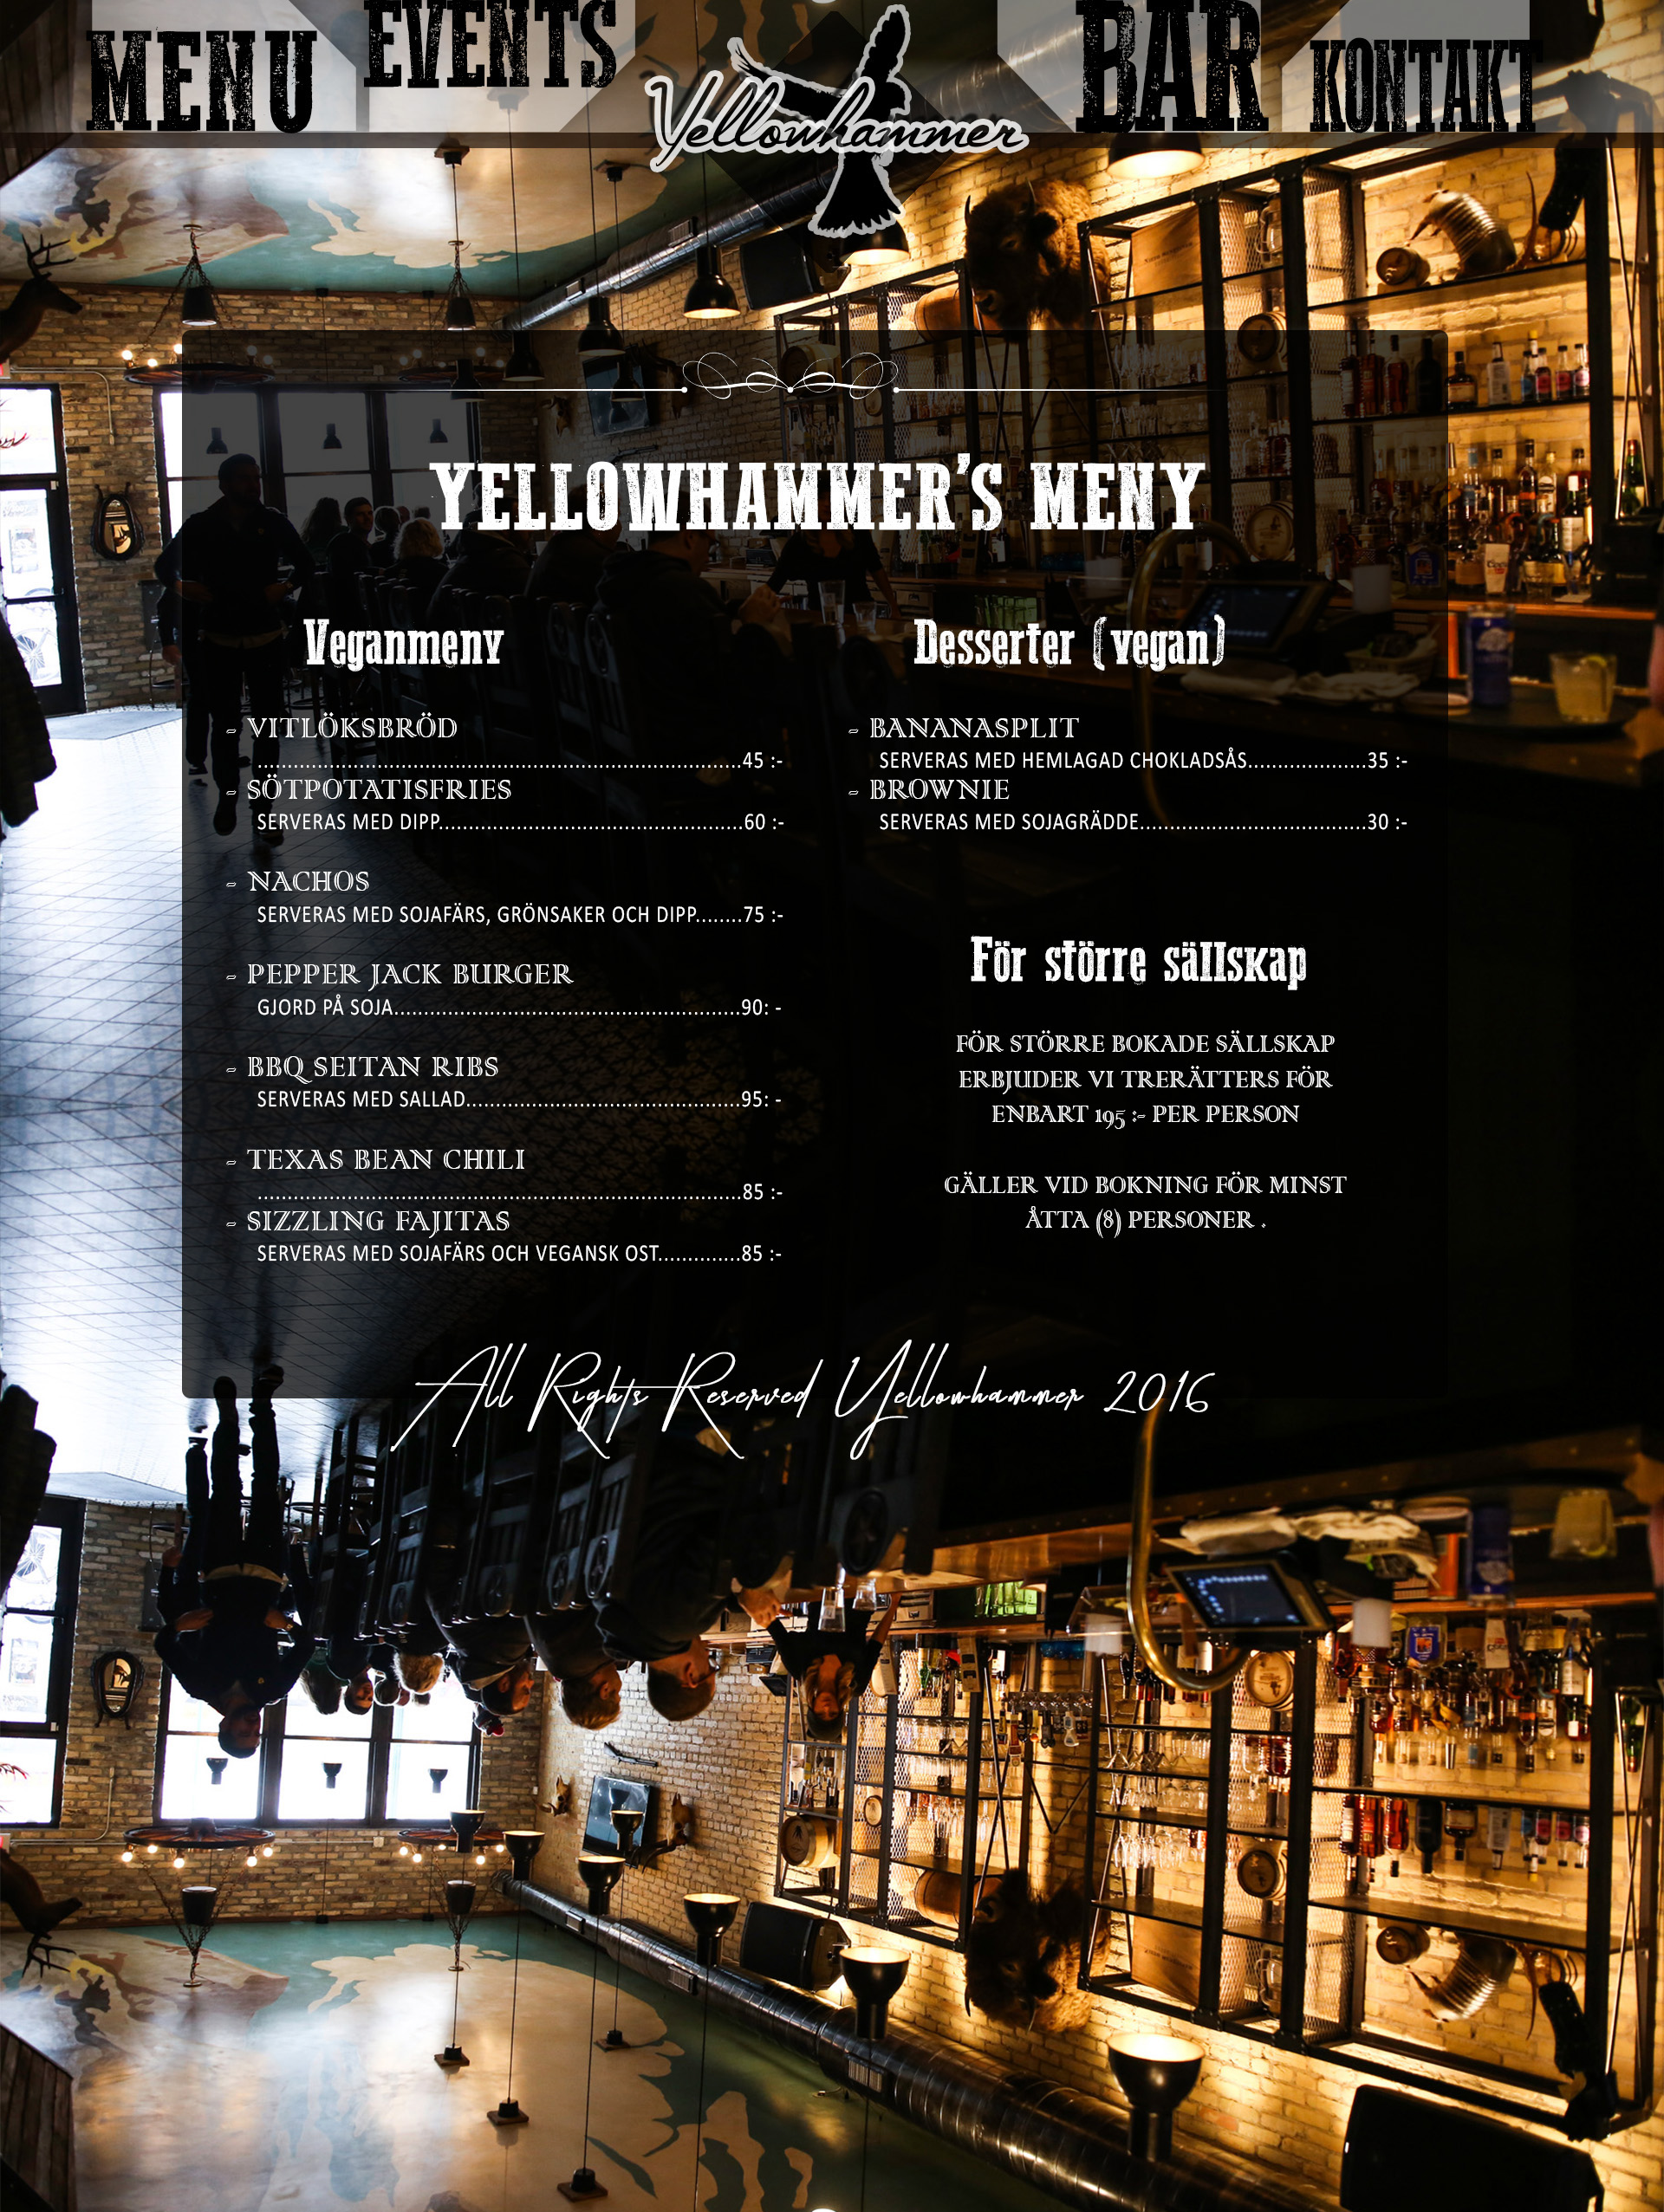 MENU
EVENTS
Yellowhammer
BAR
KONTAKT
YELLOWHAMMER'S MENY
Veganmeny
- VITLÖKSBRÖD
.................................................................................45 :-
- SÖTPOTATISFRIES
SERVERAS MED DIPP...................................................60 :-
- NACHOS
SERVERAS MED SOJAFÄRS, GRÖNSAKER OCH DIPP........75 :-
- PEPPER JACK BURGER
GJORD PÅ SOJA..........................................................90: -
- BBQ SEITAN RIBS
SERVERAS MED SALLAD..............................................95: -
- TEXAS BEAN CHILI
.................................................................................85 :-
- SIZZLING FAJITAS
SERVERAS MED SOJAFÄRS OCH VEGANSK OST..............85 :-
Desserter (vegan)
- BANANASPLIT
SERVERAS MED HEMLAGAD CHOKLADSÅS....................35 :-
- BROWNIE
SERVERAS MED SOJAGRÄDDE......................................30 :-
För större sällskap
FÖR STÖRRE BOKADE SÄLLSKAP
ERBJUDER VI TRERÄTTERS FÖR
ENBART 195 :- PER PERSON
GÄLLER VID BOKNING FÖR MINST
ÅTTA (8) PERSONER .
All Rights Reserved Yellowhammer 2016